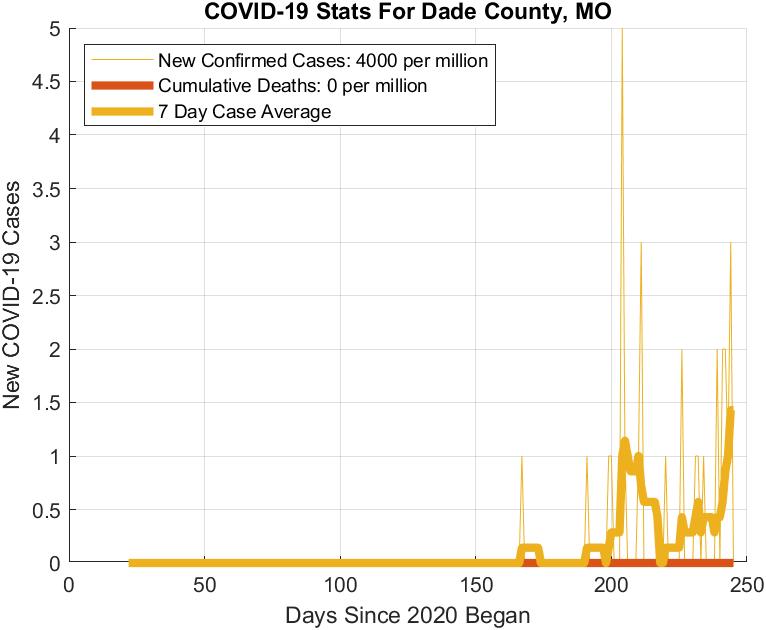 COVID-19 Stats For Dade County, MO
New Confirmed Cases: 4000 per million
Cumulative Deaths: 0 per million
7 Day Case Average
5
4.5
4
3.5
3
2.5
2
1.5
1
0.5
0
New COVID-19 Cases
0 50 100 150 200 250
Days Since 2020 Began